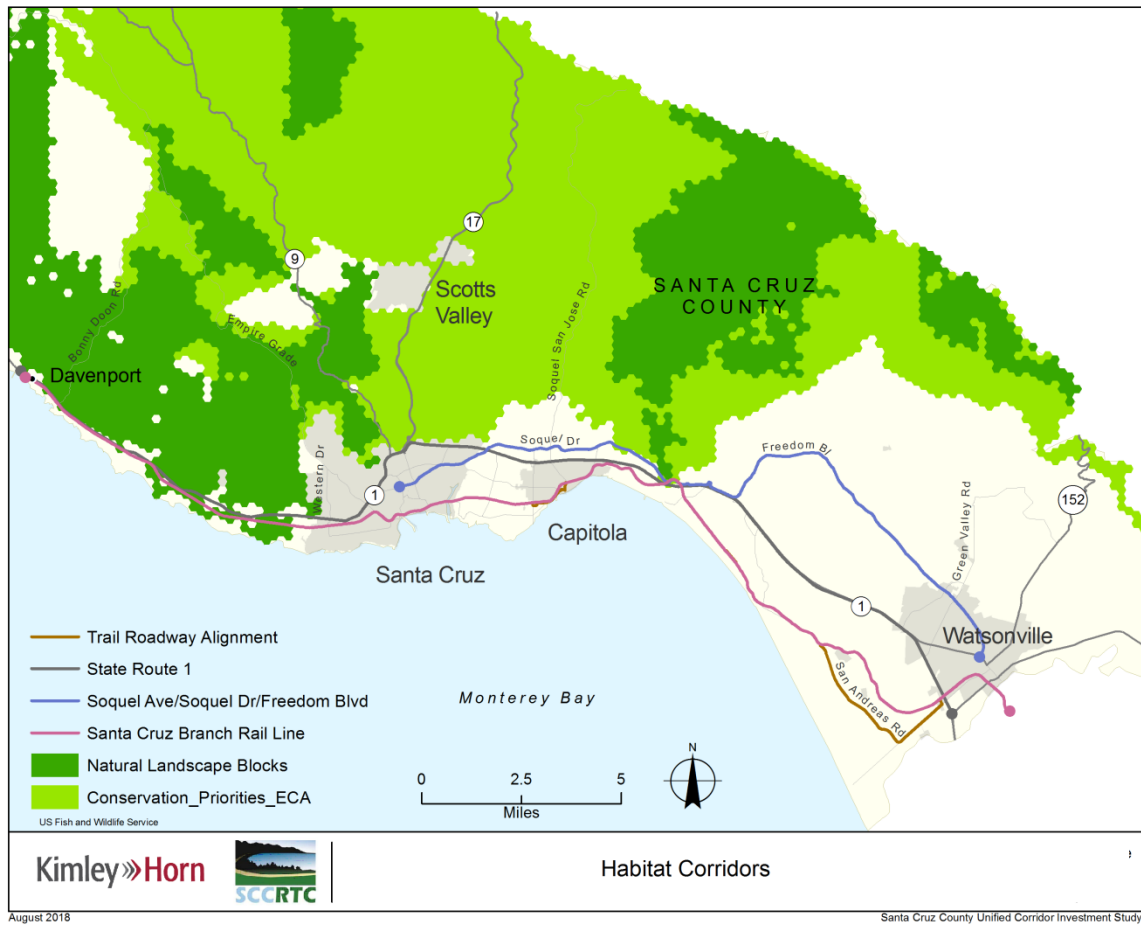 17
9
Scotts
Valley
SANTA CRUZ
COUNTY
Bonny Doon Rd
Empire Grade
Soquel San Jose Rd
Davenport
Western Dr
Soquel Dr
Freedom Bl
1
152
Green Valley Rd
Capitola
Santa Cruz
1
Watsonville
San Andreas Rd
Monterey Bay
Trail Roadway Alignment
State Route 1
Soquel Ave/Soquel Dr/Freedom Blvd
Santa Cruz Branch Rail Line
Natural Landscape Blocks
Conservation_Priorities_ECA
US Fish and Wildlife Service
N
0 2.5 5
Miles
Kimley»Horn
SCCRTC
Habitat Corridors
August 2018
Santa Cruz County Unified Corridor Investment Study